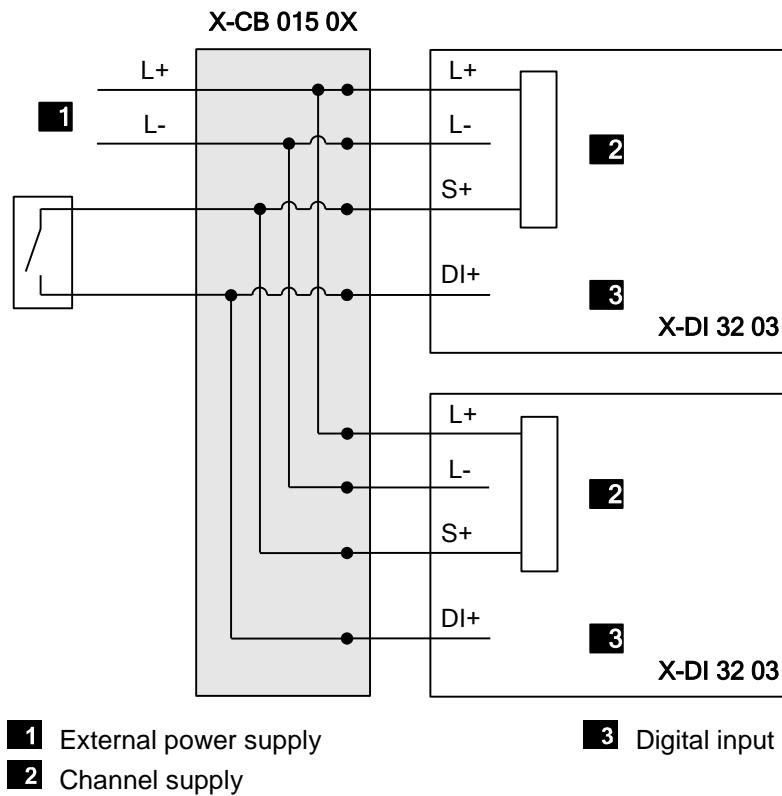 X-CB 015 0X
L+
L+
1
L-
L-
2
S+
DI+
3
X-DI 32 03
L+
L-
2
S+
DI+
3
X-DI 32 03
1 External power supply
3 Digital input
2 Channel supply